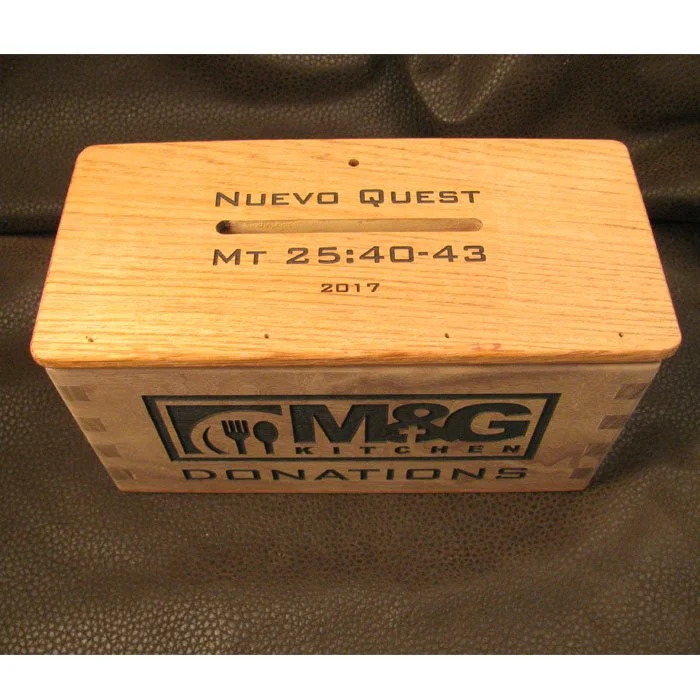 Nuevo Quest
Mt 25:40-43
2017
M&G
KITCHEN
DONATIONS